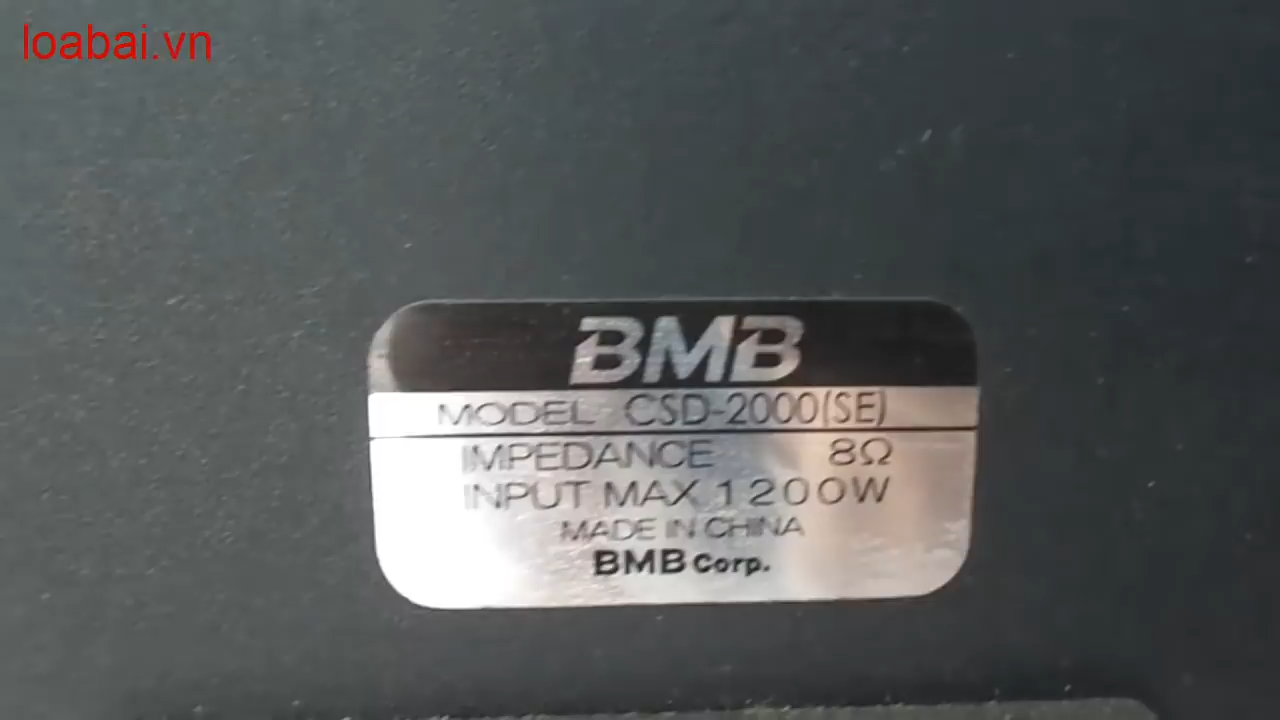 loabai.vn
BMB
MODEL CSD-2000(SE)
IMPEDANCE 8Ω
INPUT MAX 1200W
MADE IN CHINA
BMB Corp.